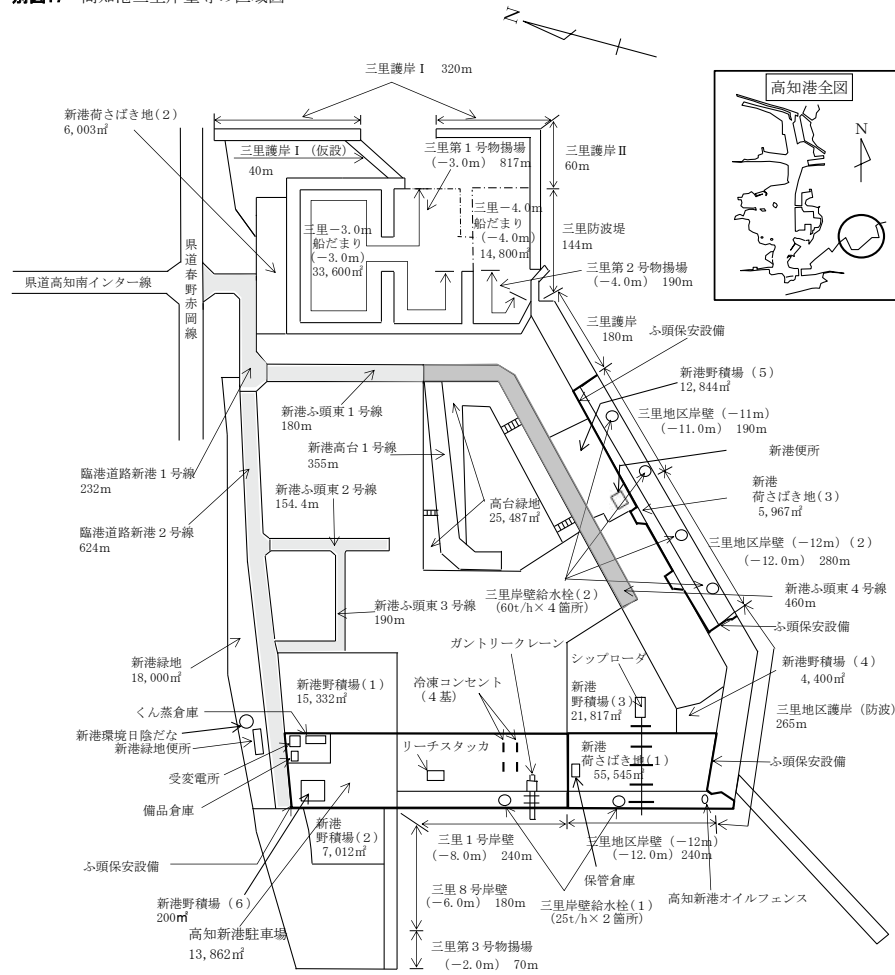 三里護岸Ⅰ 320m
N
高知港全図
N
新港荷さばき地(2)
6,003㎡
三里護岸Ⅰ(仮設)
40m
三里第1号物揚場
(-3.0m) 817m
三里護岸Ⅱ
60m
三里-3.0m
船だまり
(-3.0m)
33,600㎡
三里-4.0m
船だまり
(-4.0m)
14,800㎡
三里防波堤
144m
県道春野赤岡線
県道高知南インター線
三里第2号物揚場
(-4.0m) 190m
三里護岸
180m
ふ頭保安設備
新港野積場(5)
12,844㎡
新港ふ頭東1号線
180m
三里地区岸壁(-11m)
(-11.0m) 190m
新港高台1号線
355m
新港便所
臨港道路新港1号線
232m
新港ふ頭東2号線
154.4m
高台緑地
25,487㎡
新港
荷さばき地(3)
5,967㎡
臨港道路新港2号線
624m
三里地区岸壁(-12m)(2)
(-12.0m) 280m
三里岸壁給水栓(2)
(60t/h×4箇所)
新港ふ頭東4号線
460m
新港ふ頭東3号線
190m
ふ頭保安設備
ガントリークレーン
シップローダ
新港緑地
18,000㎡
新港野積場(1)
15,332㎡
冷凍コンセント
(4基)
新港
野積場(3)
21,817㎡
新港野積場(4)
4,400㎡
三里地区護岸(防波)
265m
くん蒸倉庫
新港環境日陰だな
新港緑地便所
リーチスタッカ
新港
荷さばき地(1)
55,545㎡
ふ頭保安設備
受変電所
備品倉庫
新港
野積場(2)
7,012㎡
三里1号岸壁
(-8.0m) 240m
三里地区岸壁(-12m)
(-12.0m) 240m
ふ頭保安設備
保管倉庫
三里8号岸壁
(-6.0m) 180m
三里岸壁給水栓(1)
(25t/h×2箇所)
高知新港オイルフェンス
新港野積場(6)
200㎡
高知新港駐車場
13,862㎡
三里第3号物揚場
(-2.0m) 70m